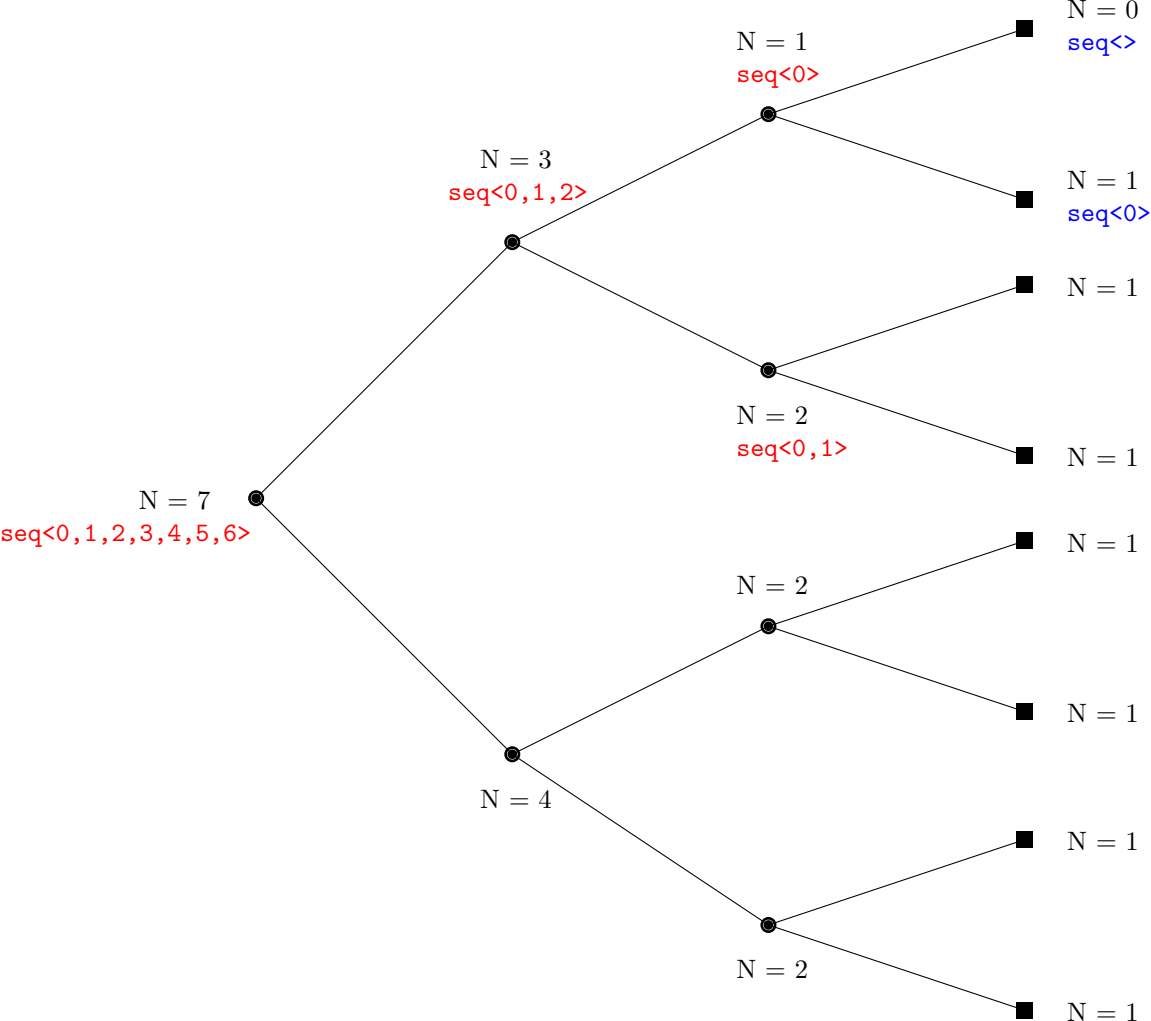 N = 0
seq<>
N = 1
seq<0>
N = 3
seq<0,1,2>
N = 1
seq<0>
N = 1
N = 2
seq<0,1>
N = 1
N = 7
seq<0,1,2,3,4,5,6>
N = 1
N = 2
N = 1
N = 4
N = 1
N = 2
N = 1